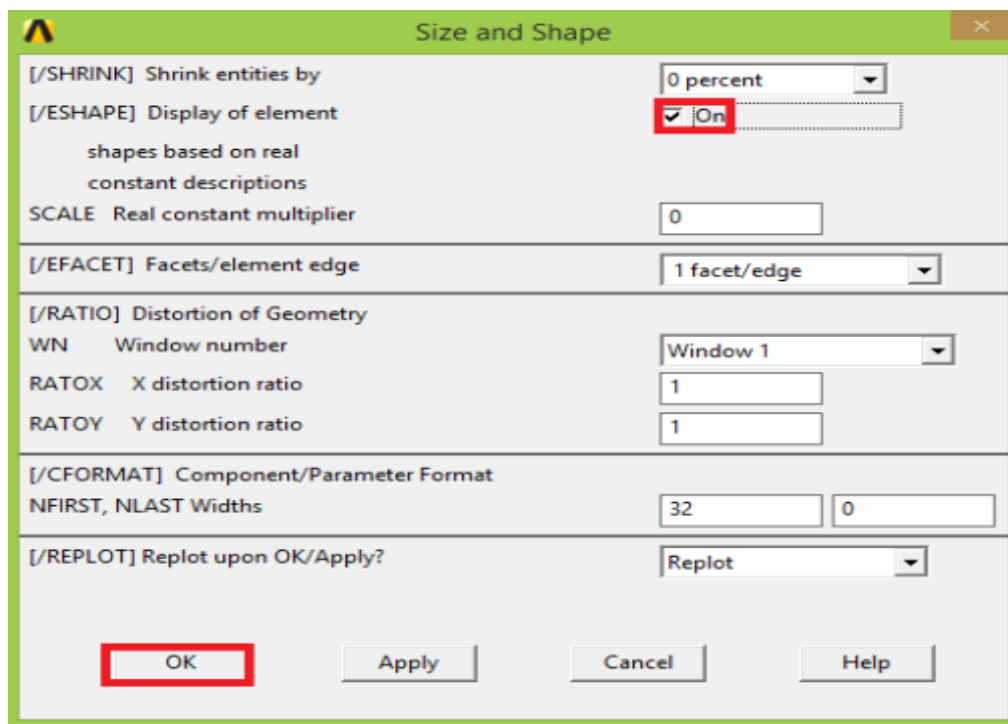 Size and Shape
[/SHRINK] Shrink entities by 0 percent
[/ESHAPE] Display of element On
shapes based on real
constant descriptions
SCALE Real constant multiplier 0
[/EFACET] Facets/element edge 1 facet/edge
[/RATIO] Distortion of Geometry
WN Window number Window 1
RATOX X distortion ratio 1
RATOY Y distortion ratio 1
[/CFORMAT] Component/Parameter Format
NFIRST, NLAST Widths 32 0
[/REPLOT] Replot upon OK/Apply? Replot
OK Apply Cancel Help